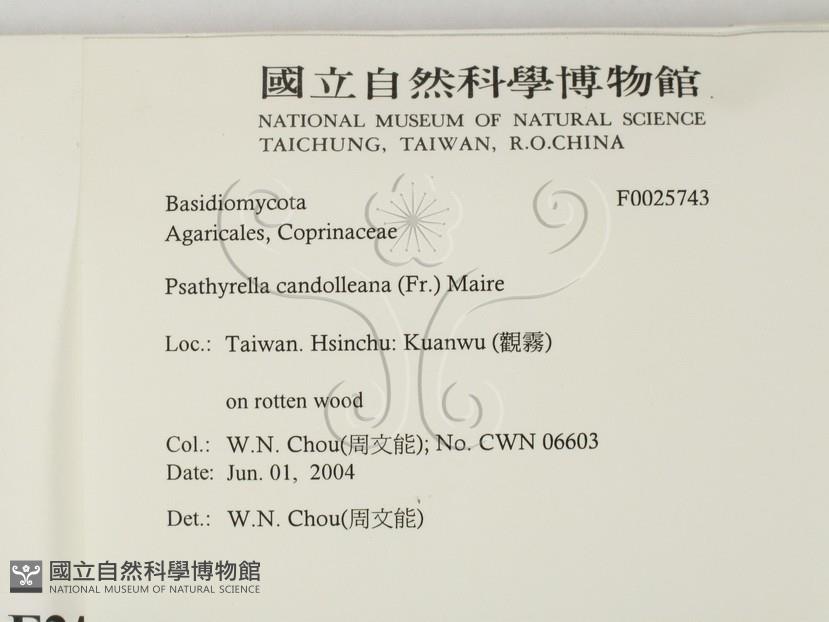 國立自然科學博物館
NATIONAL MUSEUM OF NATURAL SCIENCE
TAICHUNG, TAIWAN, R.O.CHINA
Basidiomycota F0025743
Agaricales, Coprinaceae
Psathyrella candolleana (Fr.) Maire
Loc.: Taiwan. Hsinchu: Kuanwu (觀霧)
on rotten wood
Col.: W.N. Chou(周文能); No. CWN 06603
Date: Jun. 01, 2004
Det.: W.N. Chou(周文能)
國立自然科學博物館
NATIONAL MUSEUM OF NATURAL SCIENCE